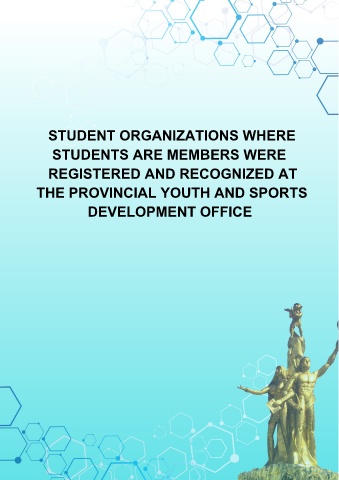 STUDENT ORGANIZATIONS WHERE
STUDENTS ARE MEMBERS WERE
REGISTERED AND RECOGNIZED AT
THE PROVINCIAL YOUTH AND SPORTS
DEVELOPMENT OFFICE